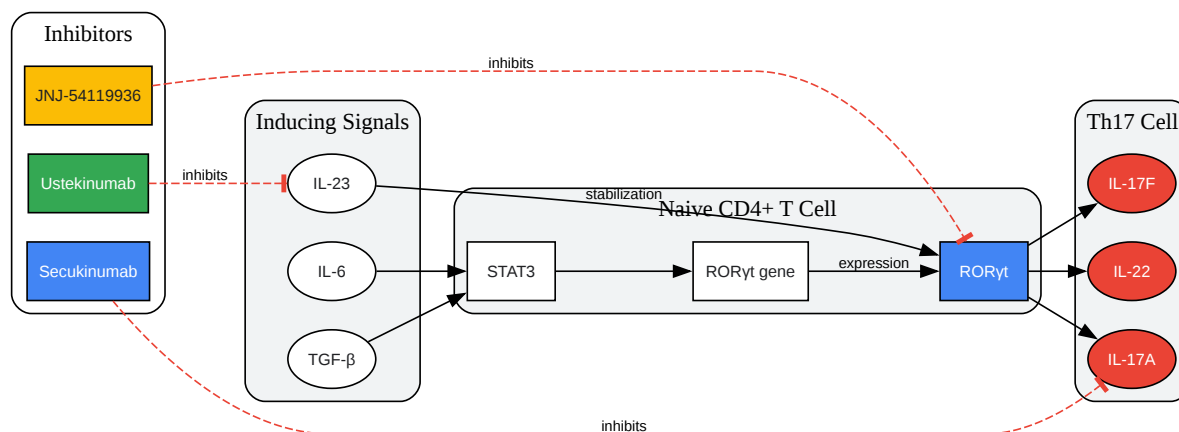 Inhibitors
JNJ-54119936
Ustekinumab
Secukinumab
inhibits
inhibits
inhibits
Inducing Signals
IL-23
IL-6
TGF-β
stabilization
Naive CD4+ T Cell
STAT3
RORγt gene
expression
RORγt
Th17 Cell
IL-17F
IL-22
IL-17A